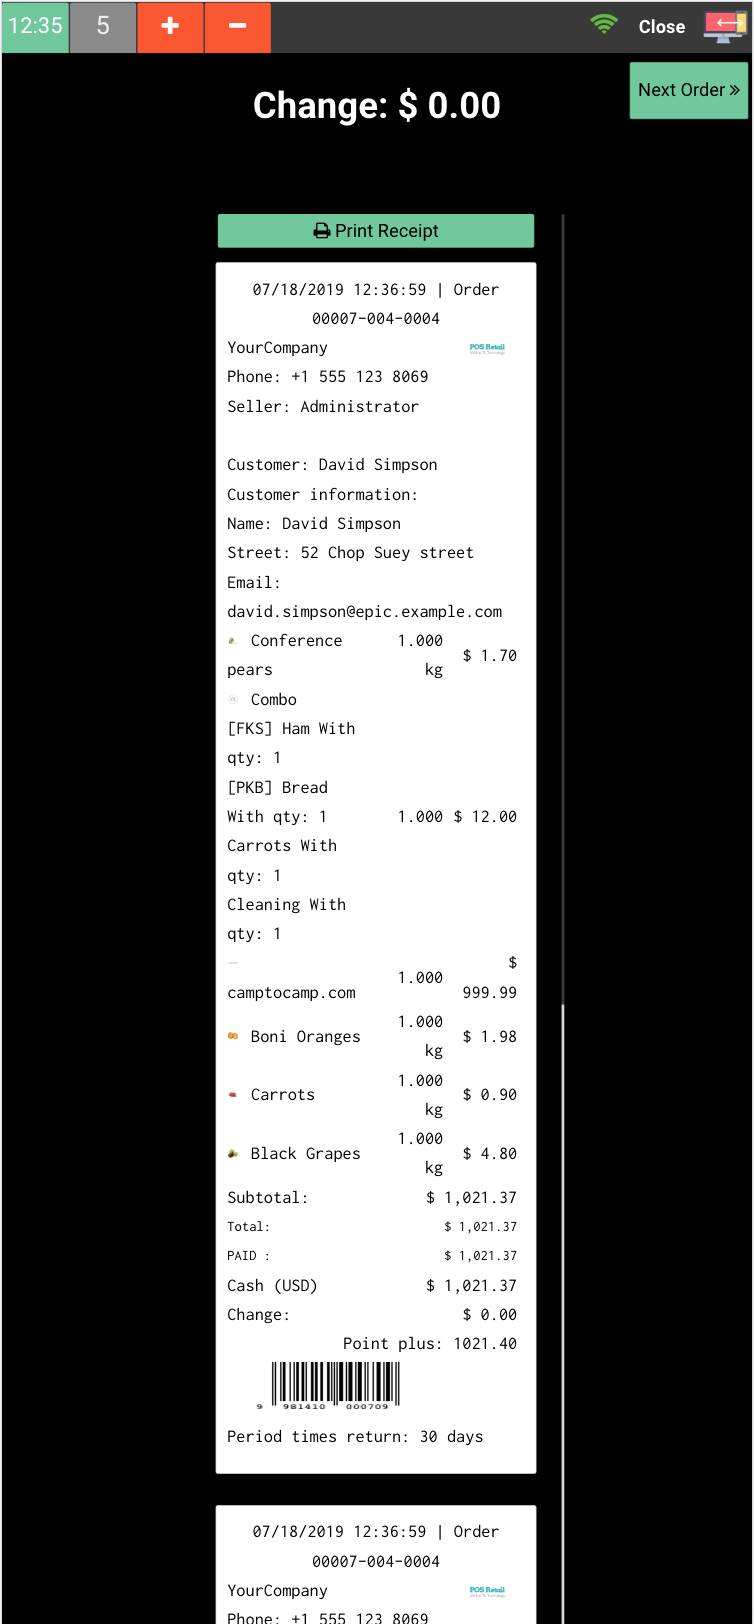 12:35 5 + − Close
Next Order »
Change: $ 0.00
Print Receipt
07/18/2019 12:36:59 | Order
00007-004-0004
YourCompany POS Retail
Phone: +1 555 123 8069
Seller: Administrator
Customer: David Simpson
Customer information:
Name: David Simpson
Street: 52 Chop Suey street
Email:
david.simpson@epic.example.com
Conference 1.000
$ 1.70
pears kg
Combo
[FKS] Ham With
qty: 1
[PKB] Bread
With qty: 1 1.000 $ 12.00
Carrots With
qty: 1
Cleaning With
qty: 1
$
1.000
camptocamp.com 999.99
1.000
Boni Oranges $ 1.98
kg
1.000
Carrots $ 0.90
kg
1.000
Black Grapes $ 4.80
kg
Subtotal: $ 1,021.37
Total: $ 1,021.37
PAID : $ 1,021.37
Cash (USD) $ 1,021.37
Change: $ 0.00
Point plus: 1021.40
9 981410 000709
Period times return: 30 days
07/18/2019 12:36:59 | Order
00007-004-0004
YourCompany POS Retail
Phone: +1 555 123 8069